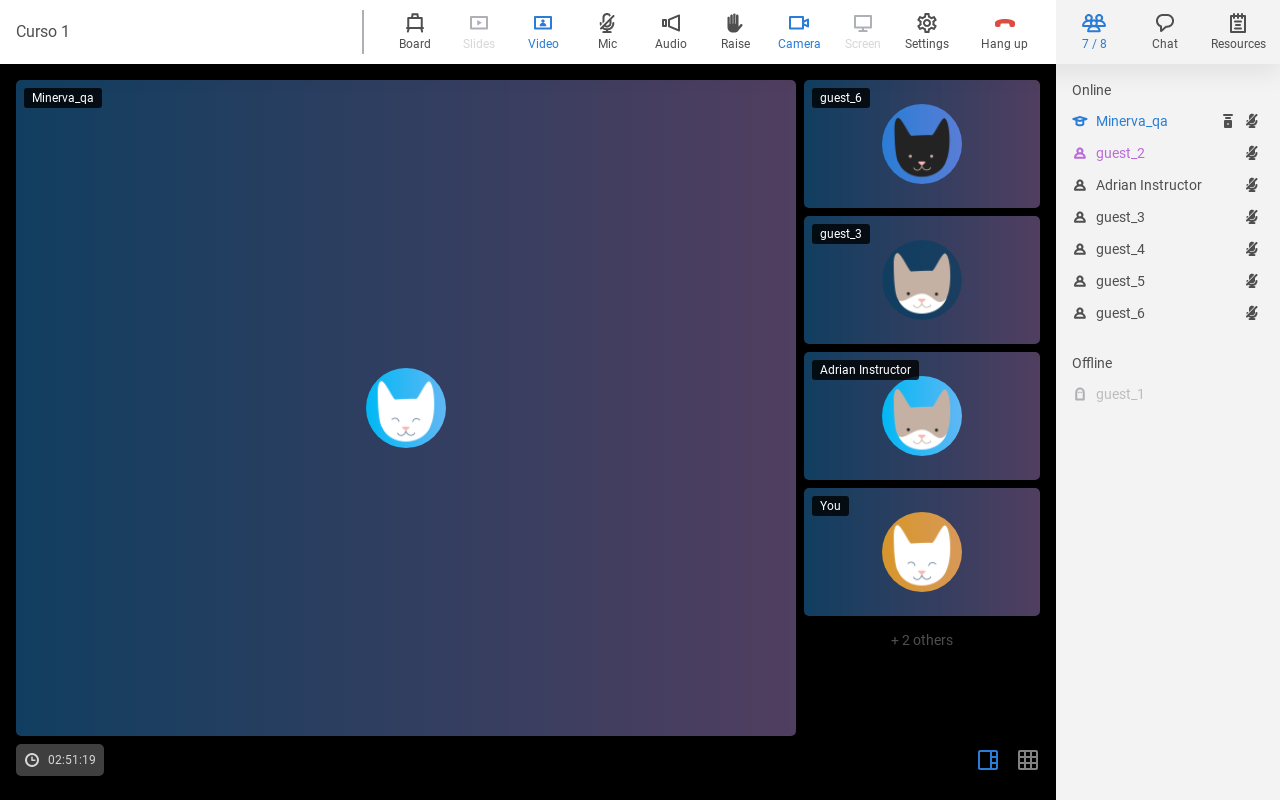 Curso 1
Board
Slides
Video
Mic
Audio
Raise
Camera
Screen
Settings
Hang up
7 / 8
Chat
Resources
Minerva_qa
guest_6
guest_3
Adrian Instructor
You
+ 2 others
02:51:19
Online
Minerva_qa
guest_2
Adrian Instructor
guest_3
guest_4
guest_5
guest_6
Offline
guest_1